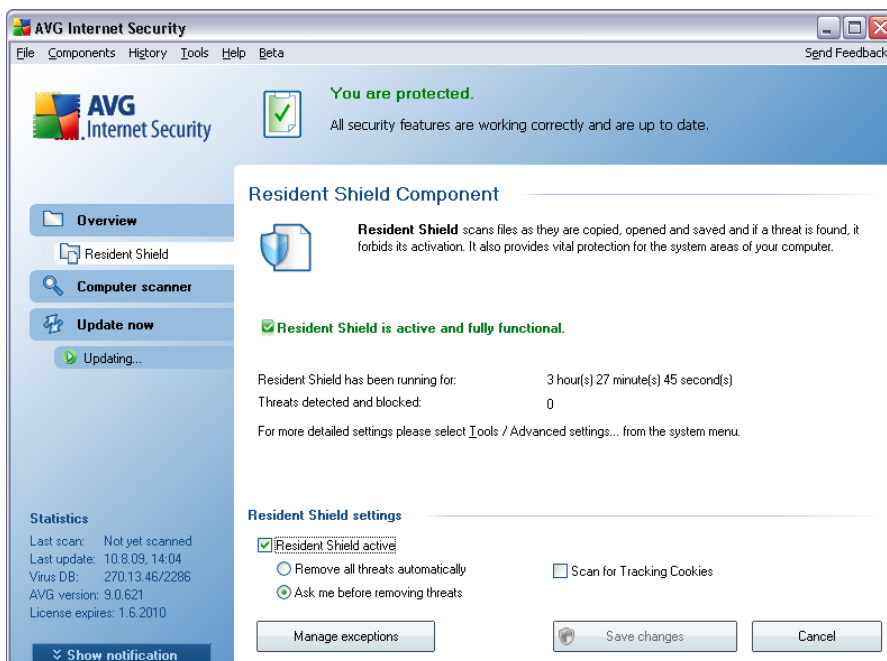 AVG Internet Security
File Components History Tools Help Beta
Send Feedback
AVG
Internet Security
You are protected.
All security features are working correctly and are up to date.
Overview
Resident Shield
Computer scanner
Update now
Updating...
Resident Shield Component
Resident Shield scans files as they are copied, opened and saved and if a threat is found, it
forbids its activation. It also provides vital protection for the system areas of your computer.
Resident Shield is active and fully functional.
Resident Shield has been running for: 3 hour(s) 27 minute(s) 45 second(s)
Threats detected and blocked: 0
For more detailed settings please select Tools / Advanced settings... from the system menu.
Statistics
Last scan: Not yet scanned
Last update: 10.8.09, 14:04
Virus DB: 270.13.46/2286
AVG version: 9.0.621
License expires: 1.6.2010
Show notification
Resident Shield settings
Resident Shield active
Remove all threats automatically
Scan for Tracking Cookies
Ask me before removing threats
Manage exceptions
Save changes
Cancel